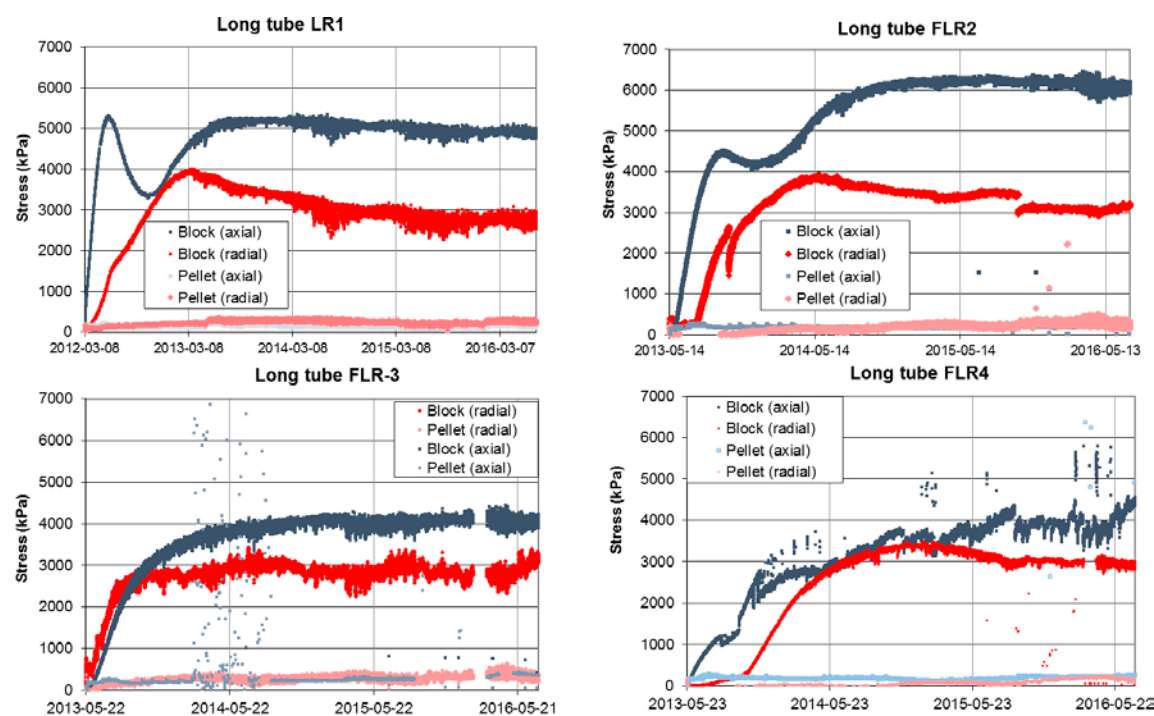 Long tube LR1
7000
6000
5000
4000
3000
2000
1000
0
Stress (kPa)
Block (axial)
Block (radial)
Pellet (axial)
Pellet (radial)
2012-03-08 2013-03-08 2014-03-08 2015-03-08 2016-03-07
Long tube FLR2
7000
6000
5000
4000
3000
2000
1000
0
Stress (kPa)
Block (axial)
Block (radial)
Pellet (axial)
Pellet (radial)
2013-05-14 2014-05-14 2015-05-14 2016-05-13
Long tube FLR-3
7000
6000
5000
4000
3000
2000
1000
0
Stress (kPa)
Block (radial)
Pellet (radial)
Block (axial)
Pellet (axial)
2013-05-22 2014-05-22 2015-05-22 2016-05-21
Long tube FLR4
7000
6000
5000
4000
3000
2000
1000
0
Stress (kPa)
Block (axial)
Block (radial)
Pellet (axial)
Pellet (radial)
2013-05-23 2014-05-23 2015-05-23 2016-05-22